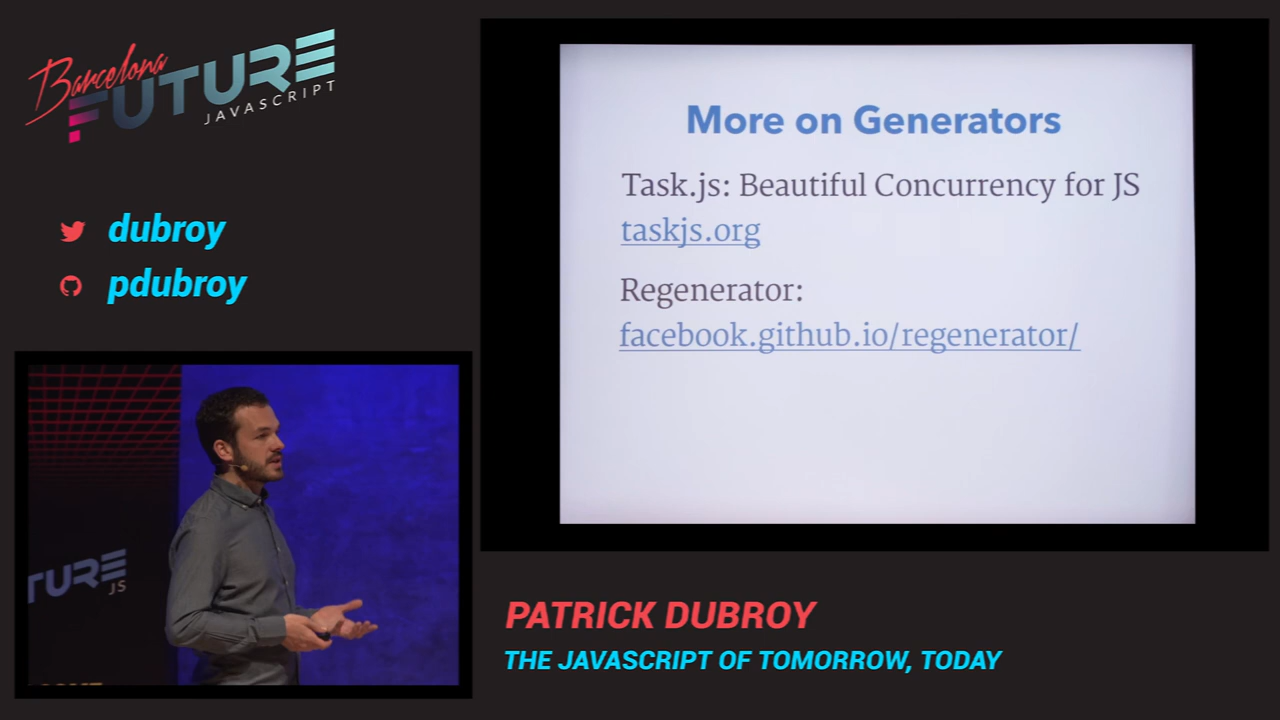 Barcelona
FUTURE
JAVASCRIPT
dubroy
pdubroy
More on Generators
Task.js: Beautiful Concurrency for JS
taskjs.org
Regenerator:
facebook.github.io/regenerator/
TURE
JS
PATRICK DUBROY
THE JAVASCRIPT OF TOMORROW, TODAY